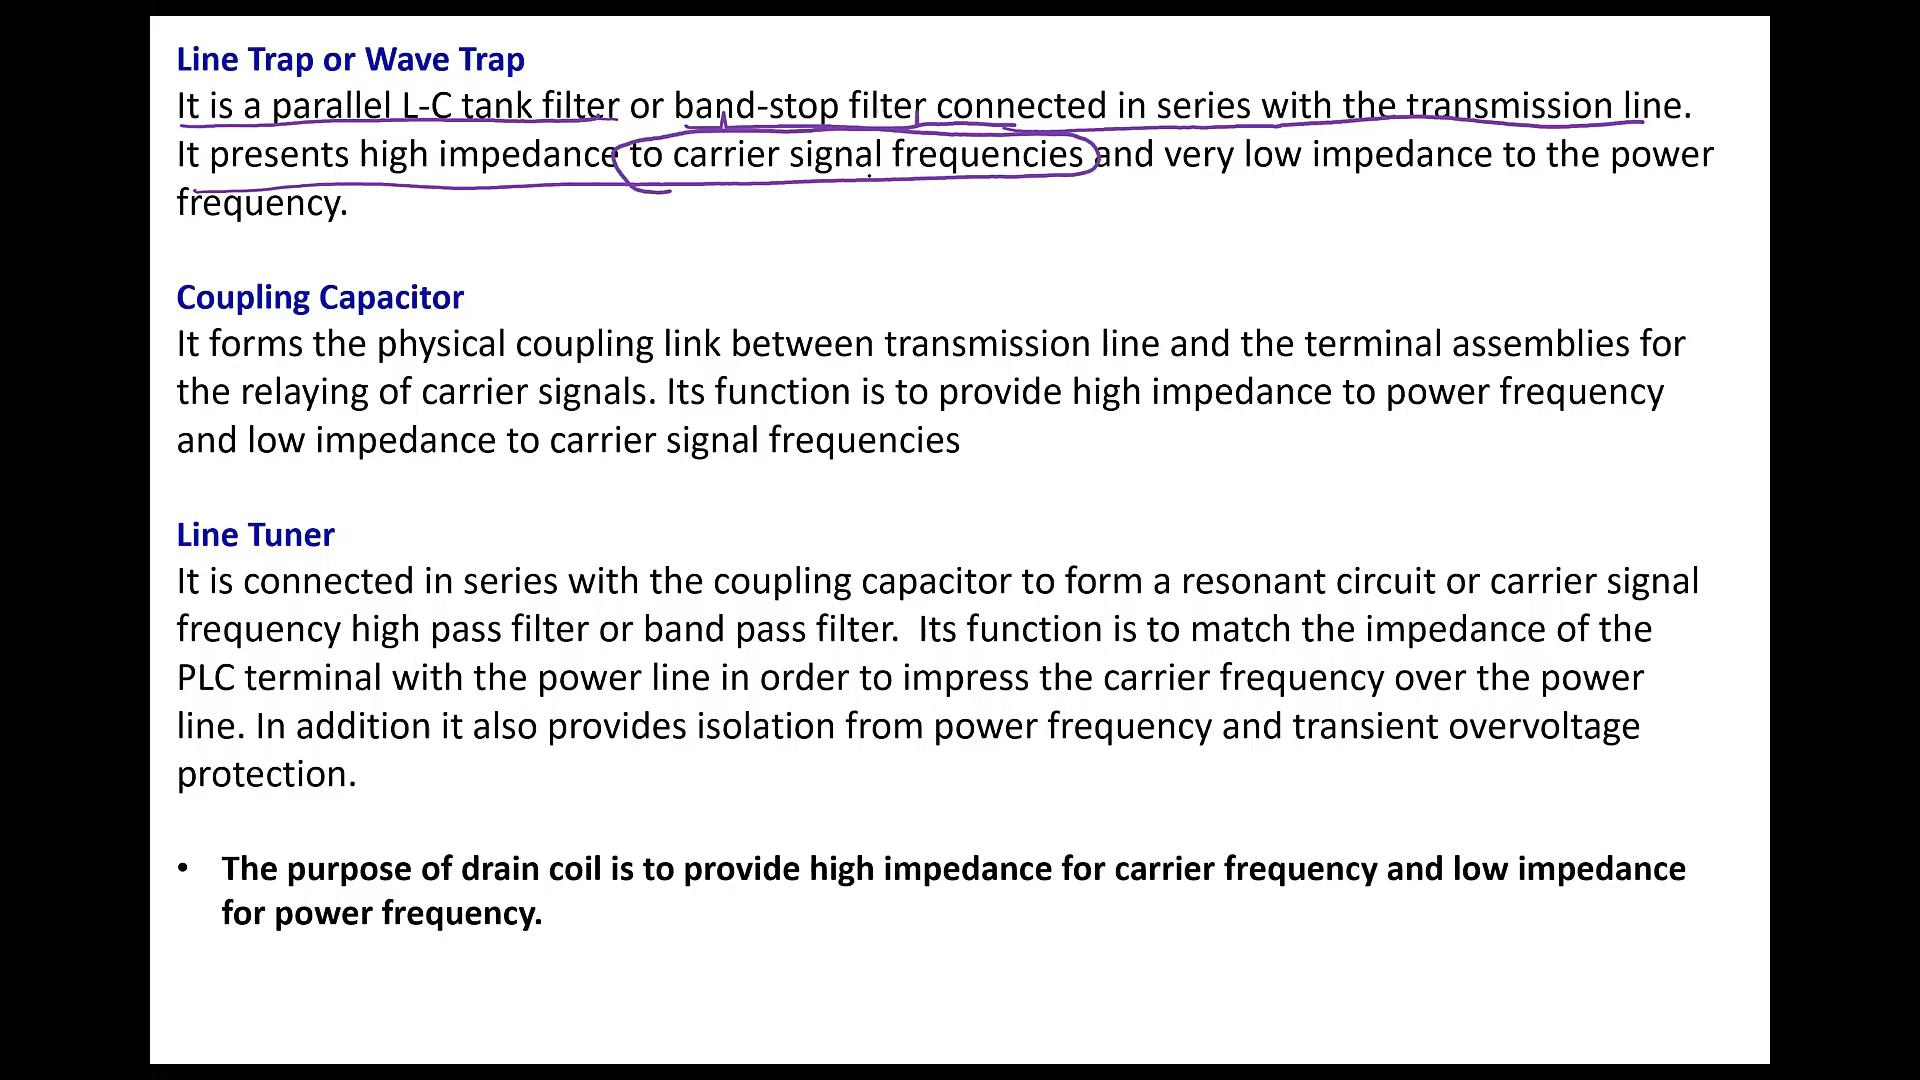 Line Trap or Wave Trap
It is a parallel L-C tank filter or band-stop filter connected in series with the transmission line.
It presents high impedance to carrier signal frequencies and very low impedance to the power
frequency.
Coupling Capacitor
It forms the physical coupling link between transmission line and the terminal assemblies for
the relaying of carrier signals. Its function is to provide high impedance to power frequency
and low impedance to carrier signal frequencies
Line Tuner
It is connected in series with the coupling capacitor to form a resonant circuit or carrier signal
frequency high pass filter or band pass filter.  Its function is to match the impedance of the
PLC terminal with the power line in order to impress the carrier frequency over the power
line. In addition it also provides isolation from power frequency and transient overvoltage
protection.
• The purpose of drain coil is to provide high impedance for carrier frequency and low impedance
for power frequency.